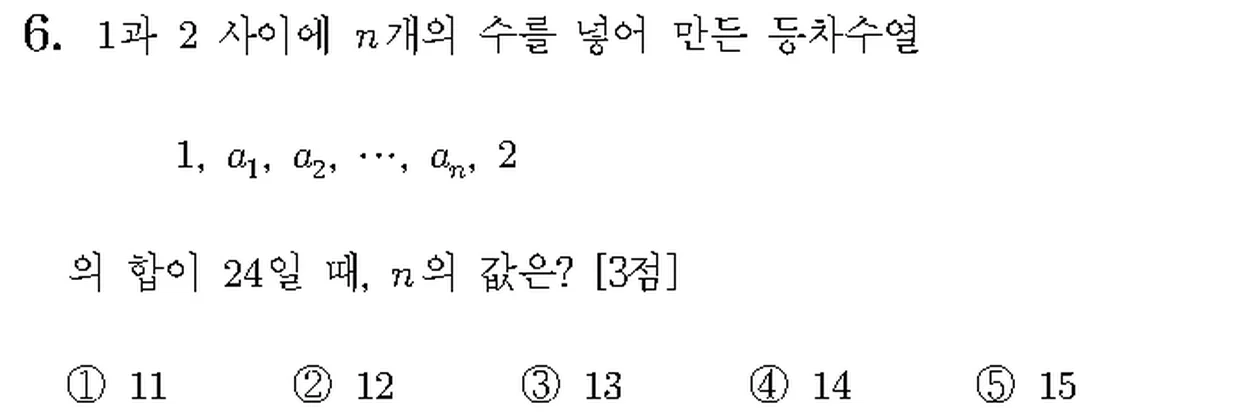 6. 1과 2 사이에 n개의 수를 넣어 만든 등차수열
1, a₁, a₂, ⋯, aₙ, 2
의 합이 24일 때, n의 값은? [3점]
① 11 ② 12 ③ 13 ④ 14 ⑤ 15